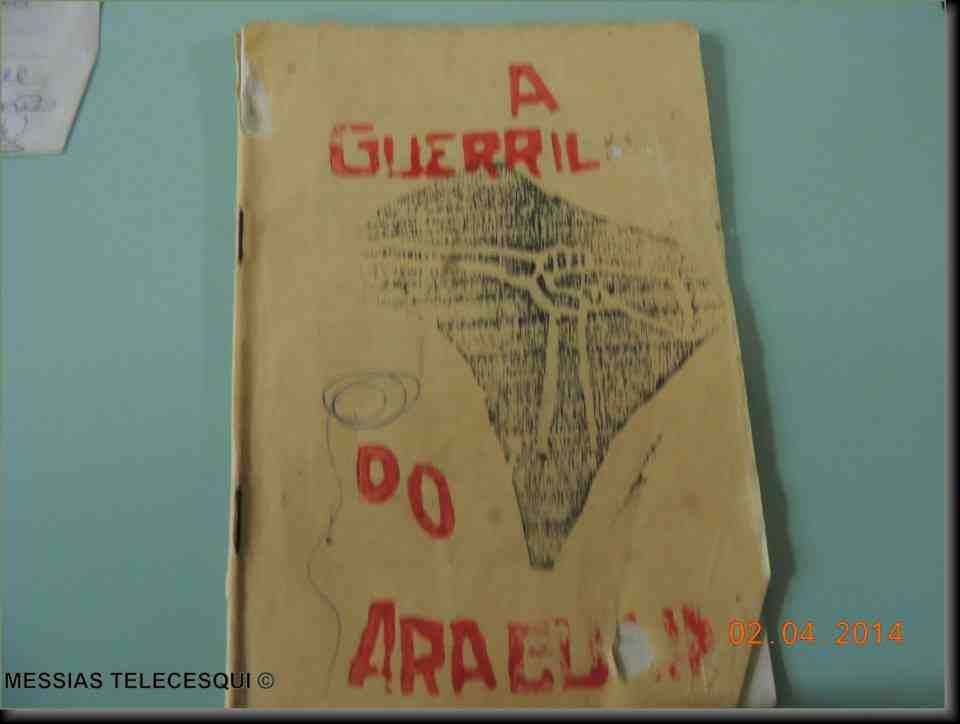 A
GUERRIL
DO
02.04 2014
MESSIAS TELECESQUI ©